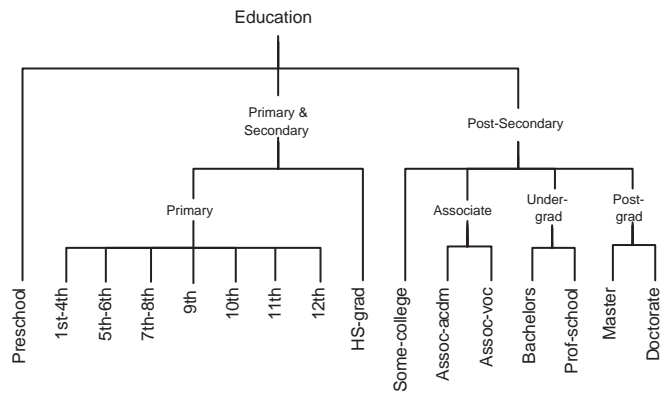 Education
Primary &
Secondary
Post-Secondary
Primary
Associate
Under-
grad
Post-
grad
Preschool
1st-4th
5th-6th
7th-8th
9th
10th
11th
12th
HS-grad
Some-college
Assoc-acdm
Assoc-voc
Bachelors
Prof-school
Master
Doctorate